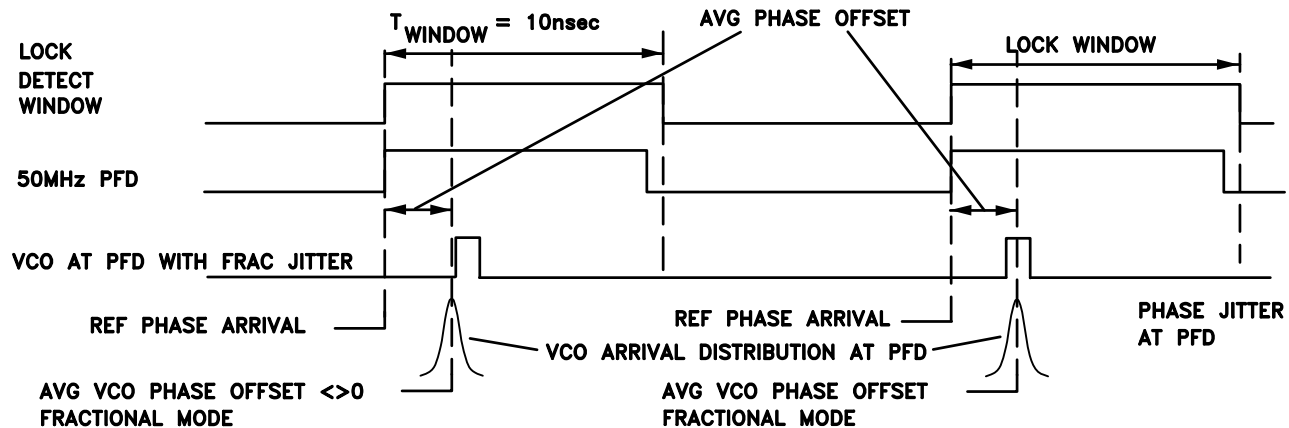 T WINDOW = 10nsec
AVG PHASE OFFSET
LOCK WINDOW
LOCK
DETECT
WINDOW
50MHz PFD
VCO AT PFD WITH FRAC JITTER
REF PHASE ARRIVAL
REF PHASE ARRIVAL
PHASE JITTER
AT PFD
VCO ARRIVAL DISTRIBUTION AT PFD
AVG VCO PHASE OFFSET <>0
FRACTIONAL MODE
AVG VCO PHASE OFFSET
FRACTIONAL MODE